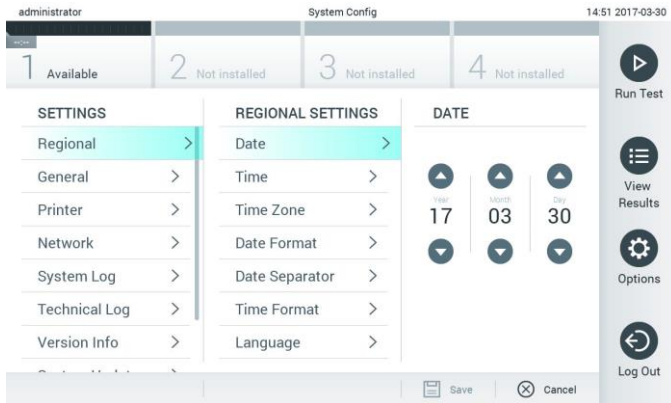 administrator System Config 14:51 2017-03-30
1 Available 2 Not installed 3 Not installed 4 Not installed
Run Test
SETTINGS REGIONAL SETTINGS DATE
Regional Date
General Time
Printer Time Zone
Network Date Format
System Log Date Separator
Technical Log Time Format
Version Info Language
Year Month Day
17 03 30
View
Results
Options
Log Out
Save Cancel